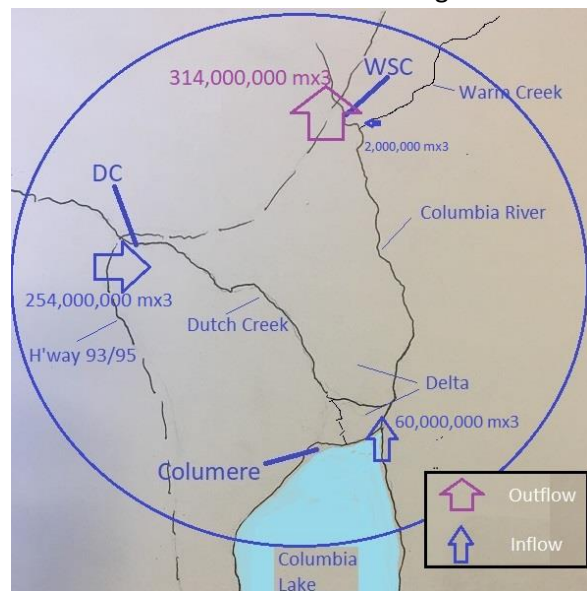 314,000,000 mx3
WSC
Warm Creek
2,000,000 mx3
DC
Columbia River
254,000,000 mx3
Dutch Creek
H'way 93/95
Delta
60,000,000 mx3
Columere
Outflow
Inflow
Columbia
Lake